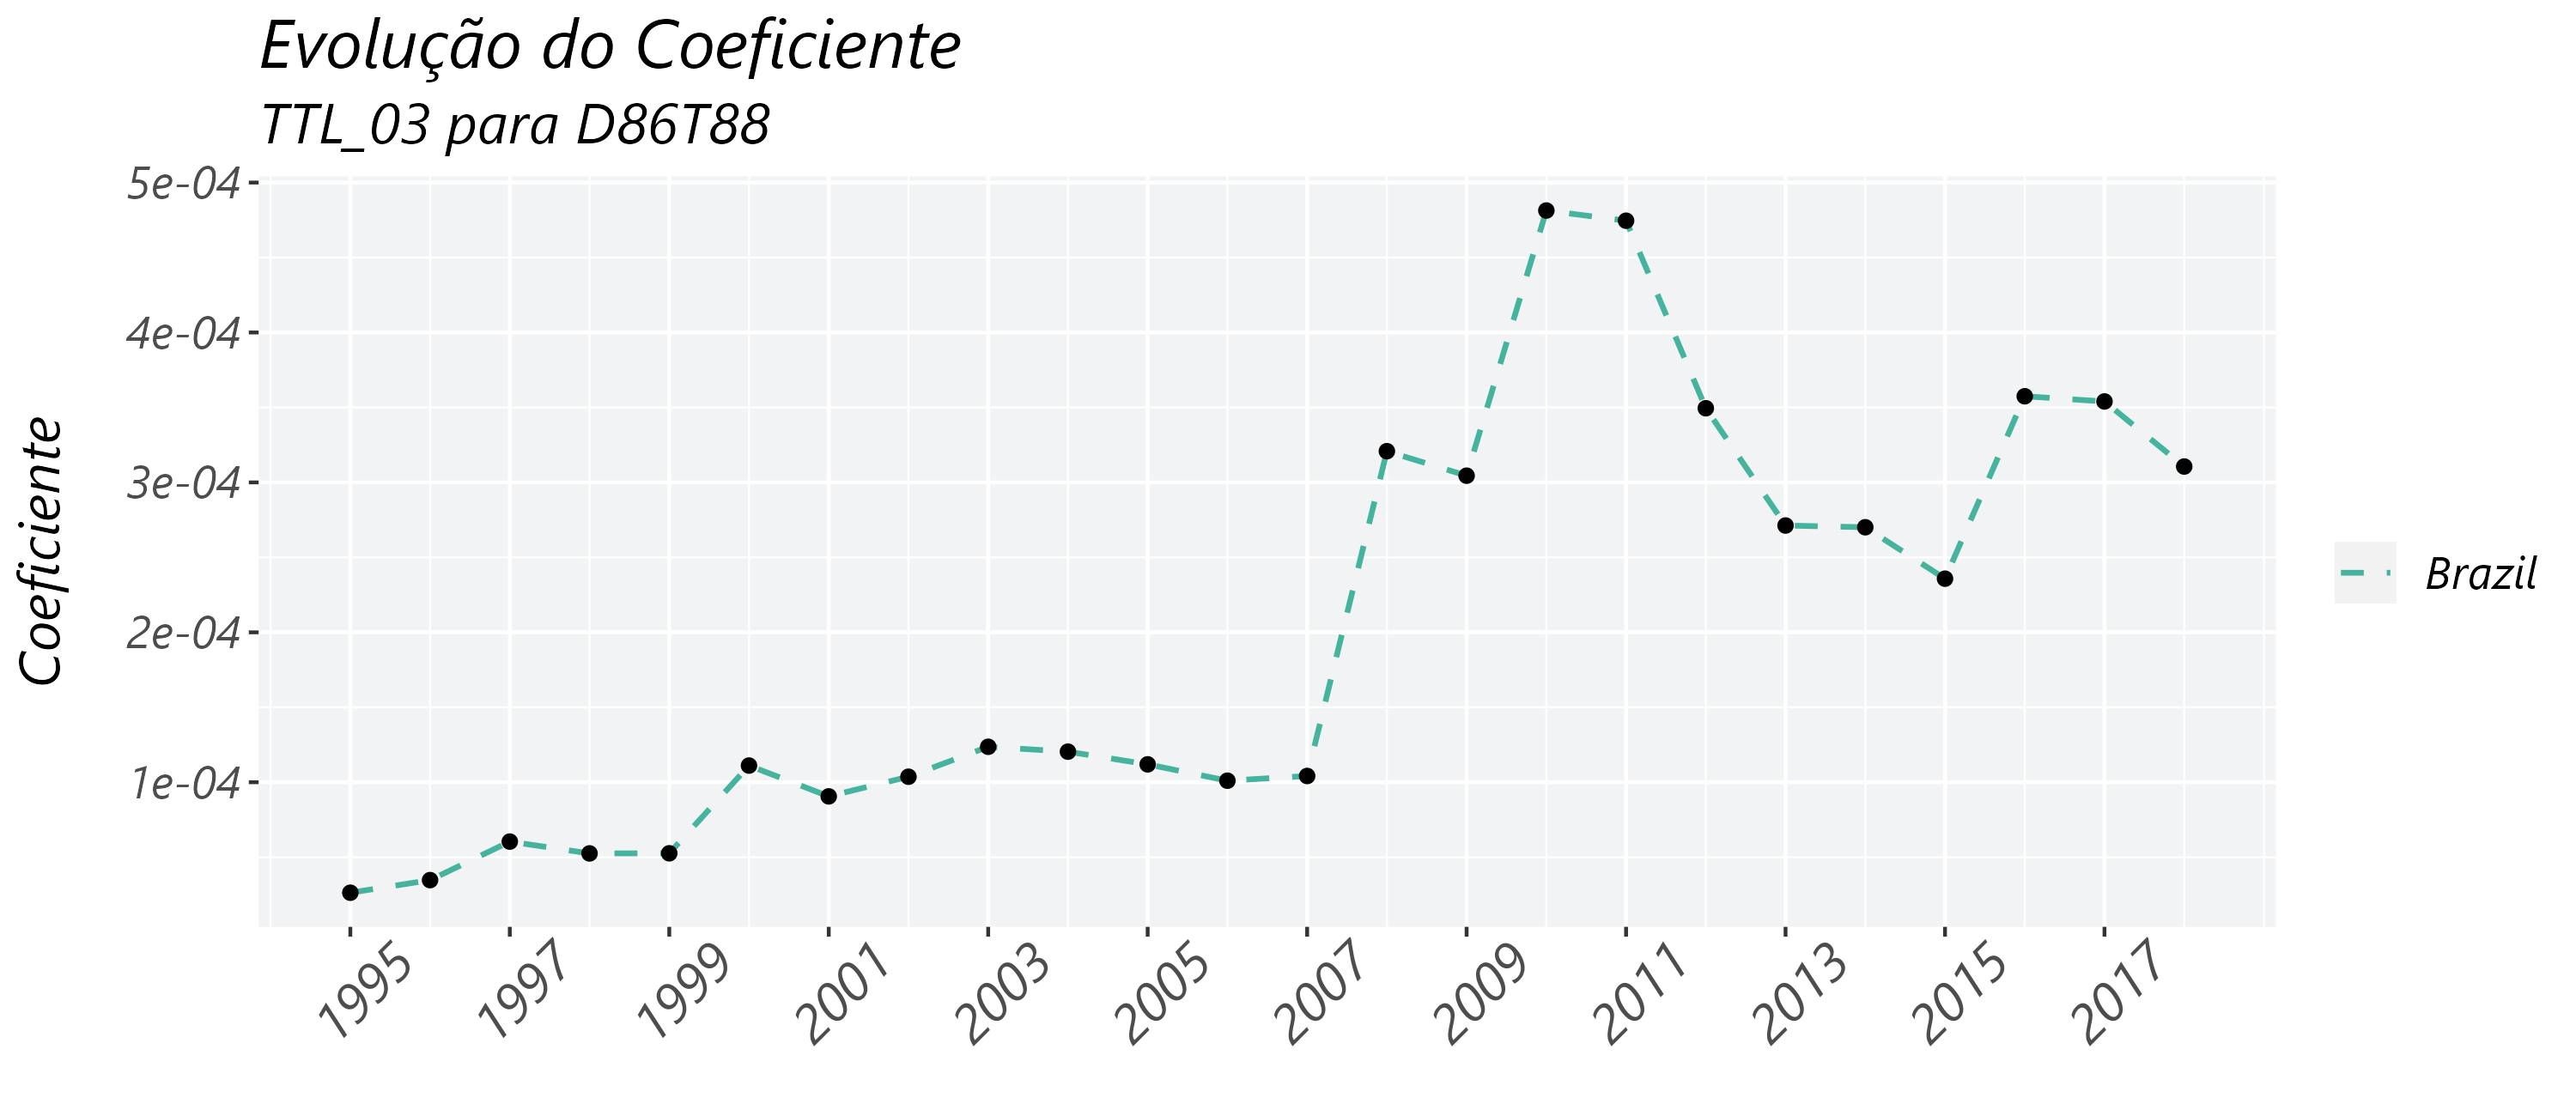 Evolução do Coeficiente
TTL_03 para D86T88
5e-04
4e-04
3e-04
2e-04
1e-04
Coeficiente
1995
1997
1999
2001
2003
2005
2007
2009
2011
2013
2015
2017
Brazil